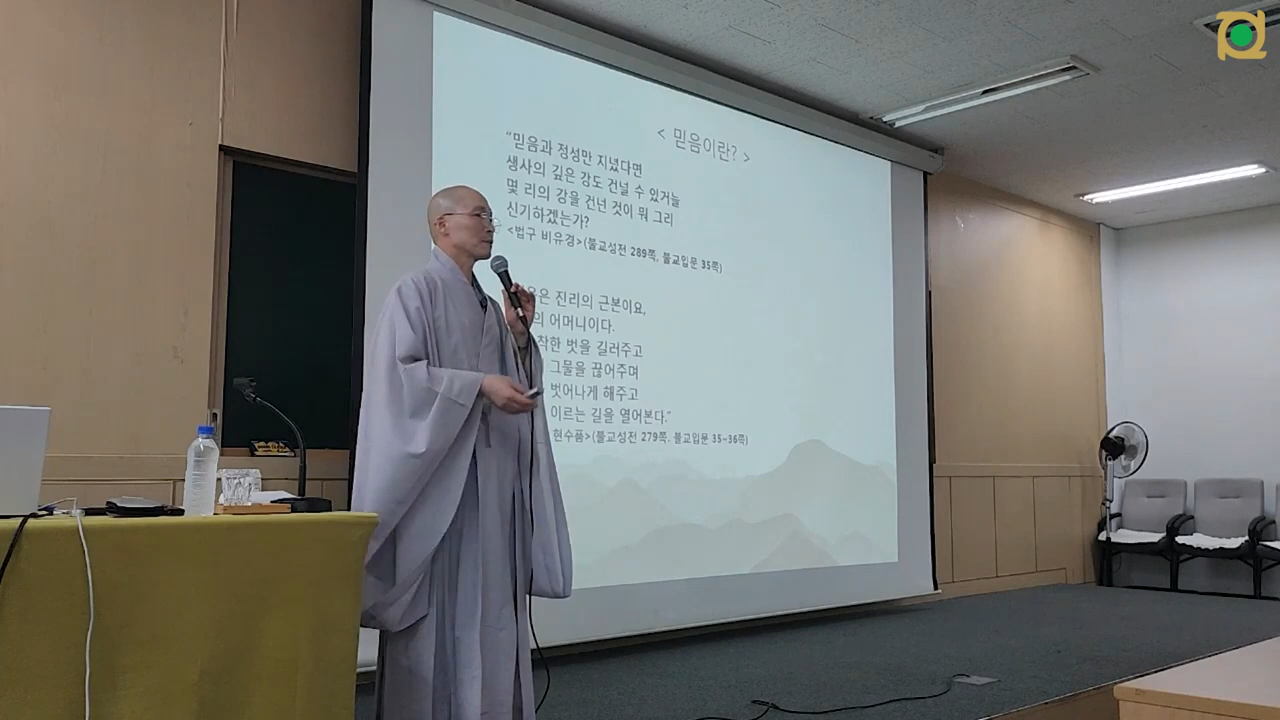 < 믿음이란? >
“믿음과 정성만 지녔다면
생사의 깊은 강도 건널 수 있거늘
몇 리의 강을 건넌 것이 뭐 그리
신기하겠는가?
<법구 비유경>(불교성전 289쪽, 불교입문 35쪽)
진리의 근본이요,
어머니이다.
착한 벗을 길러주고
그물을 끊어주며
벗어나게 해주고
이르는 길을 열어본다.”
현수품>(불교성전 279쪽. 불교입문 35~36쪽)